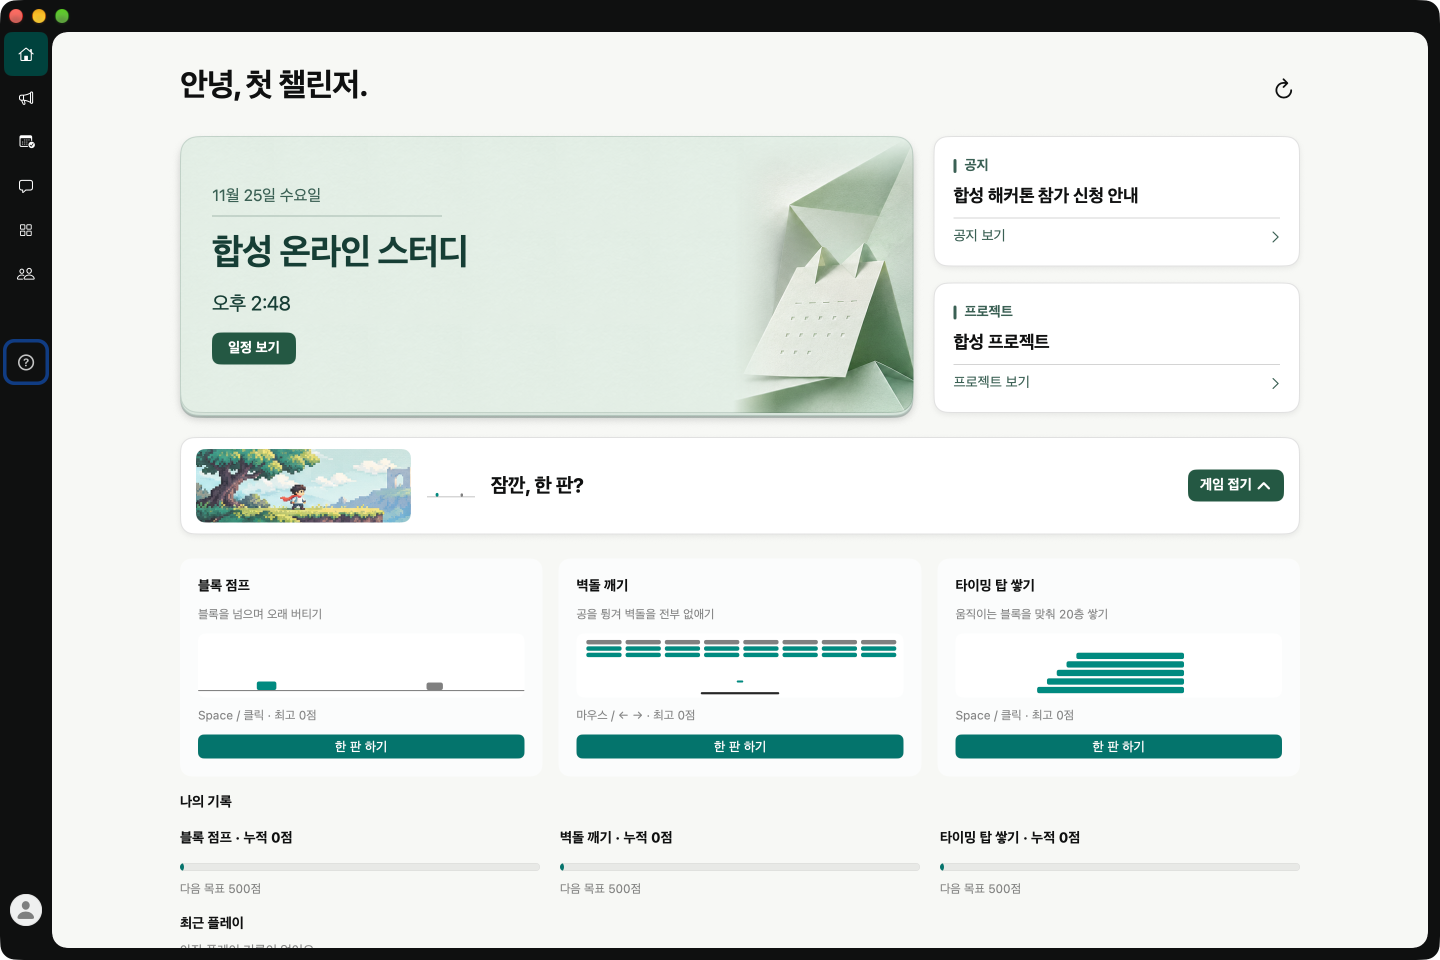 안녕, 첫 챌린저.
11월 25일 수요일
합성 온라인 스터디
오후 2:48
일정 보기
공지
합성 해커톤 참가 신청 안내
공지 보기
프로젝트
합성 프로젝트
프로젝트 보기
잠깐, 한 판?
게임 접기
블록 점프
블록을 넘으며 오래 버티기
Space / 클릭 · 최고 0점
한 판 하기
벽돌 깨기
공을 튕겨 벽돌을 전부 없애기
마우스 / ← → · 최고 0점
한 판 하기
타이밍 탑 쌓기
움직이는 블록을 맞춰 20층 쌓기
Space / 클릭 · 최고 0점
한 판 하기
나의 기록
블록 점프 · 누적 0점
다음 목표 500점
벽돌 깨기 · 누적 0점
다음 목표 500점
타이밍 탑 쌓기 · 누적 0점
다음 목표 500점
최근 플레이